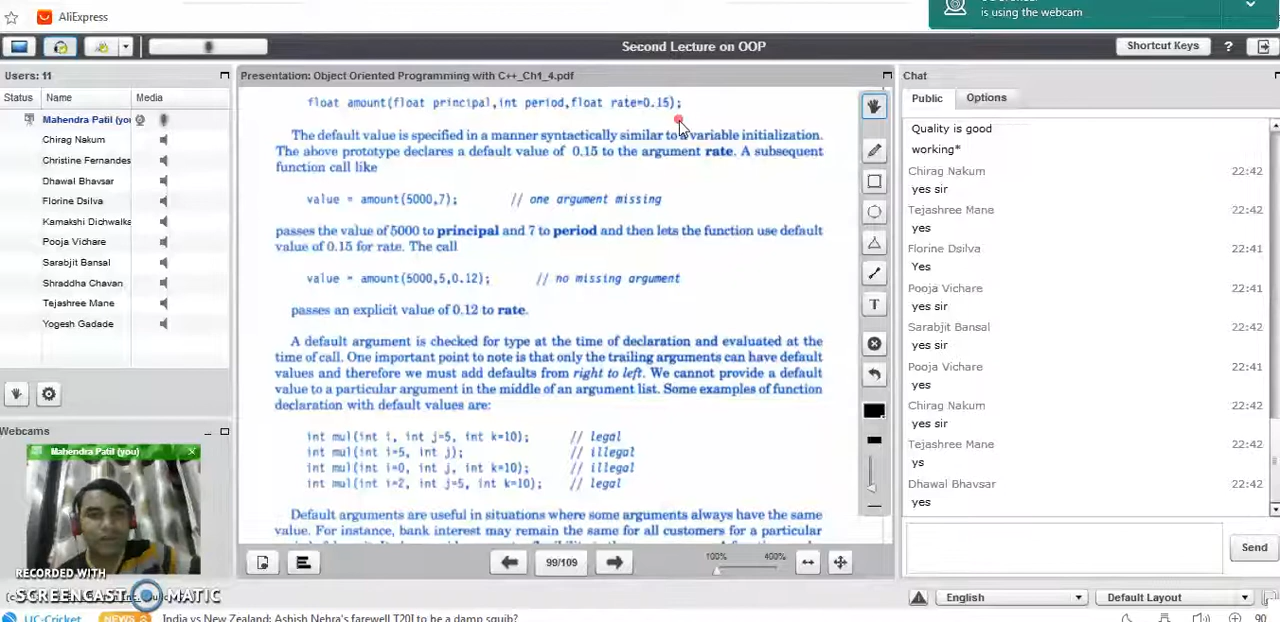 AliExpress
is using the webcam
Second Lecture on OOP
Shortcut Keys
?
Users: 11
Status Name Media
Mahendra Patil (you)
Chirag Nakum
Christine Fernandes
Dhawal Bhavsar
Florine Dsilva
Kamakshi Dichwalka
Pooja Vichare
Sarabjit Bansal
Shraddha Chavan
Tejashree Mane
Yogesh Gadade
Webcams
Mahendra Patil (you)
RECORDED WITH
SCREENCAST MATIC
Presentation: Object Oriented Programming with C++_Ch1_4.pdf
float amount(float principal,int period,float rate=0.15);
The default value is specified in a manner syntactically similar to a variable initialization.
The above prototype declares a default value of 0.15 to the argument rate. A subsequent
function call like
value = amount(5000,7); // one argument missing
passes the value of 5000 to principal and 7 to period and then lets the function use default
value of 0.15 for rate. The call
value = amount(5000,5,0.12); // no missing argument
passes an explicit value of 0.12 to rate.
A default argument is checked for type at the time of declaration and evaluated at the
time of call. One important point to note is that only the trailing arguments can have default
values and therefore we must add defaults from right to left. We cannot provide a default
value to a particular argument in the middle of an argument list. Some examples of function
declaration with default values are:
int mul(int i, int j=5, int k=10); // legal
int mul(int i=5, int j); // illegal
int mul(int i=0, int j, int k=10); // illegal
int mul(int i=2, int j=5, int k=10); // legal
Default arguments are useful in situations where some arguments always have the same
value. For instance, bank interest may remain the same for all customers for a particular
99/109
100% 400%
T
Chat
Public Options
Quality is good
working*
Chirag Nakum 22:42
yes sir
Tejashree Mane 22:42
yes
Florine Dsilva 22:41
Yes
Pooja Vichare 22:41
yes sir
Sarabjit Bansal 22:42
yes sir
Pooja Vichare 22:41
yes
Chirag Nakum 22:42
yes sir
Tejashree Mane 22:42
ys
Dhawal Bhavsar 22:42
yes
Send
English
Default Layout
UC-Cricket NEWS India vs New Zealand: Ashish Nehra's farewell T20I to be a damp squib?
90